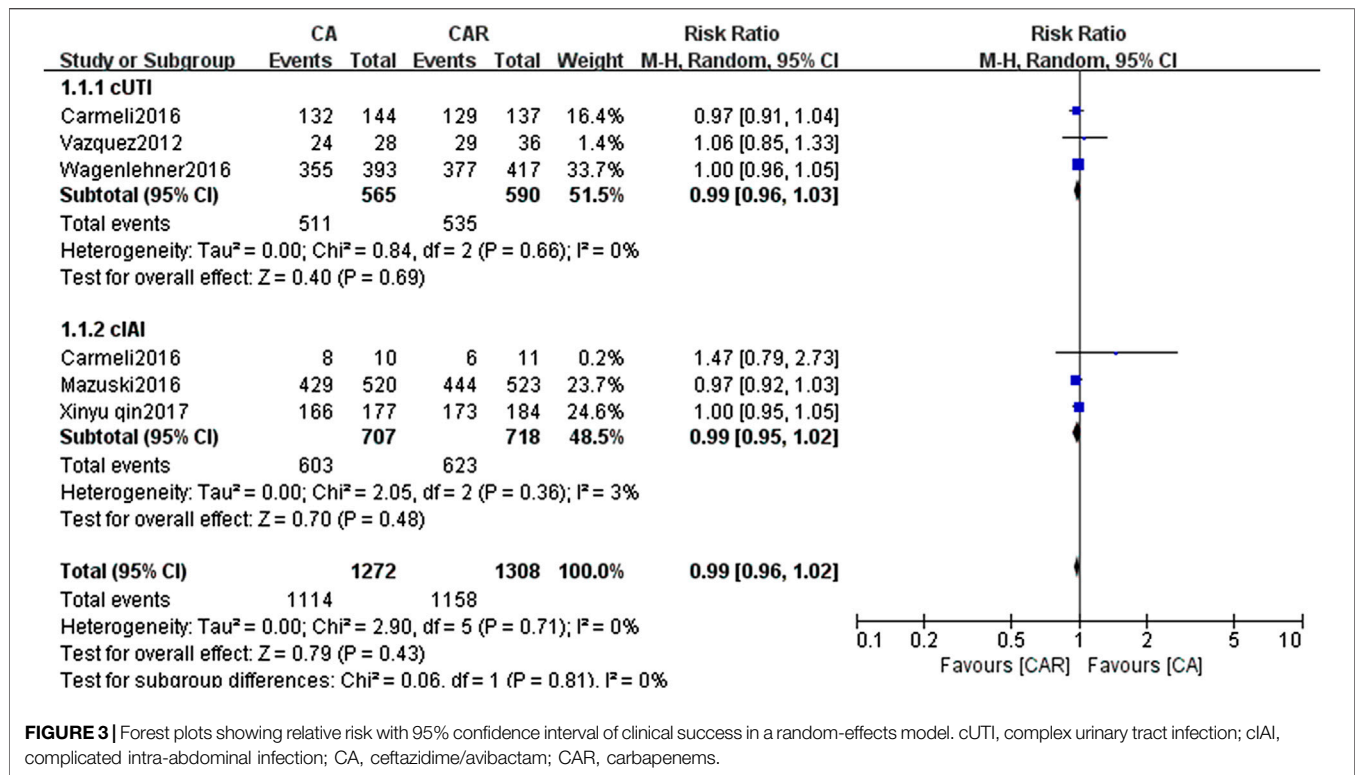 CA CAR Risk Ratio Risk Ratio
Study or Subgroup Events Total Events Total Weight M-H, Random, 95% CI M-H, Random, 95% CI
1.1.1 cUTI
Carmeli2016 132 144 129 137 16.4% 0.97 [0.91, 1.04]
Vazquez2012 24 28 29 36 1.4% 1.06 [0.85, 1.33]
Wagenlehner2016 355 393 377 417 33.7% 1.00 [0.96, 1.05]
Subtotal (95% CI) 565 590 51.5% 0.99 [0.96, 1.03]
Total events 511 535
Heterogeneity: Tau² = 0.00; Chi² = 0.84, df = 2 (P = 0.66); I² = 0%
Test for overall effect: Z = 0.40 (P = 0.69)
1.1.2 cIAI
Carmeli2016 8 10 6 11 0.2% 1.47 [0.79, 2.73]
Mazuski2016 429 520 444 523 23.7% 0.97 [0.92, 1.03]
Xinyu qin2017 166 177 173 184 24.6% 1.00 [0.95, 1.05]
Subtotal (95% CI) 707 718 48.5% 0.99 [0.95, 1.02]
Total events 603 623
Heterogeneity: Tau² = 0.00; Chi² = 2.05, df = 2 (P = 0.36); I² = 3%
Test for overall effect: Z = 0.70 (P = 0.48)
Total (95% CI) 1272 1308 100.0% 0.99 [0.96, 1.02]
Total events 1114 1158
Heterogeneity: Tau² = 0.00; Chi² = 2.90, df = 5 (P = 0.71); I² = 0%
Test for overall effect: Z = 0.79 (P = 0.43)
Test for subgroup differences: Chi² = 0.06, df = 1 (P = 0.81), I² = 0%
0.1 0.2 0.5 1 2 5 10
Favours [CAR] Favours [CA]
FIGURE 3 | Forest plots showing relative risk with 95% confidence interval of clinical success in a random-effects model. cUTI, complex urinary tract infection; cIAI,
complicated intra-abdominal infection; CA, ceftazidime/avibactam; CAR, carbapenems.